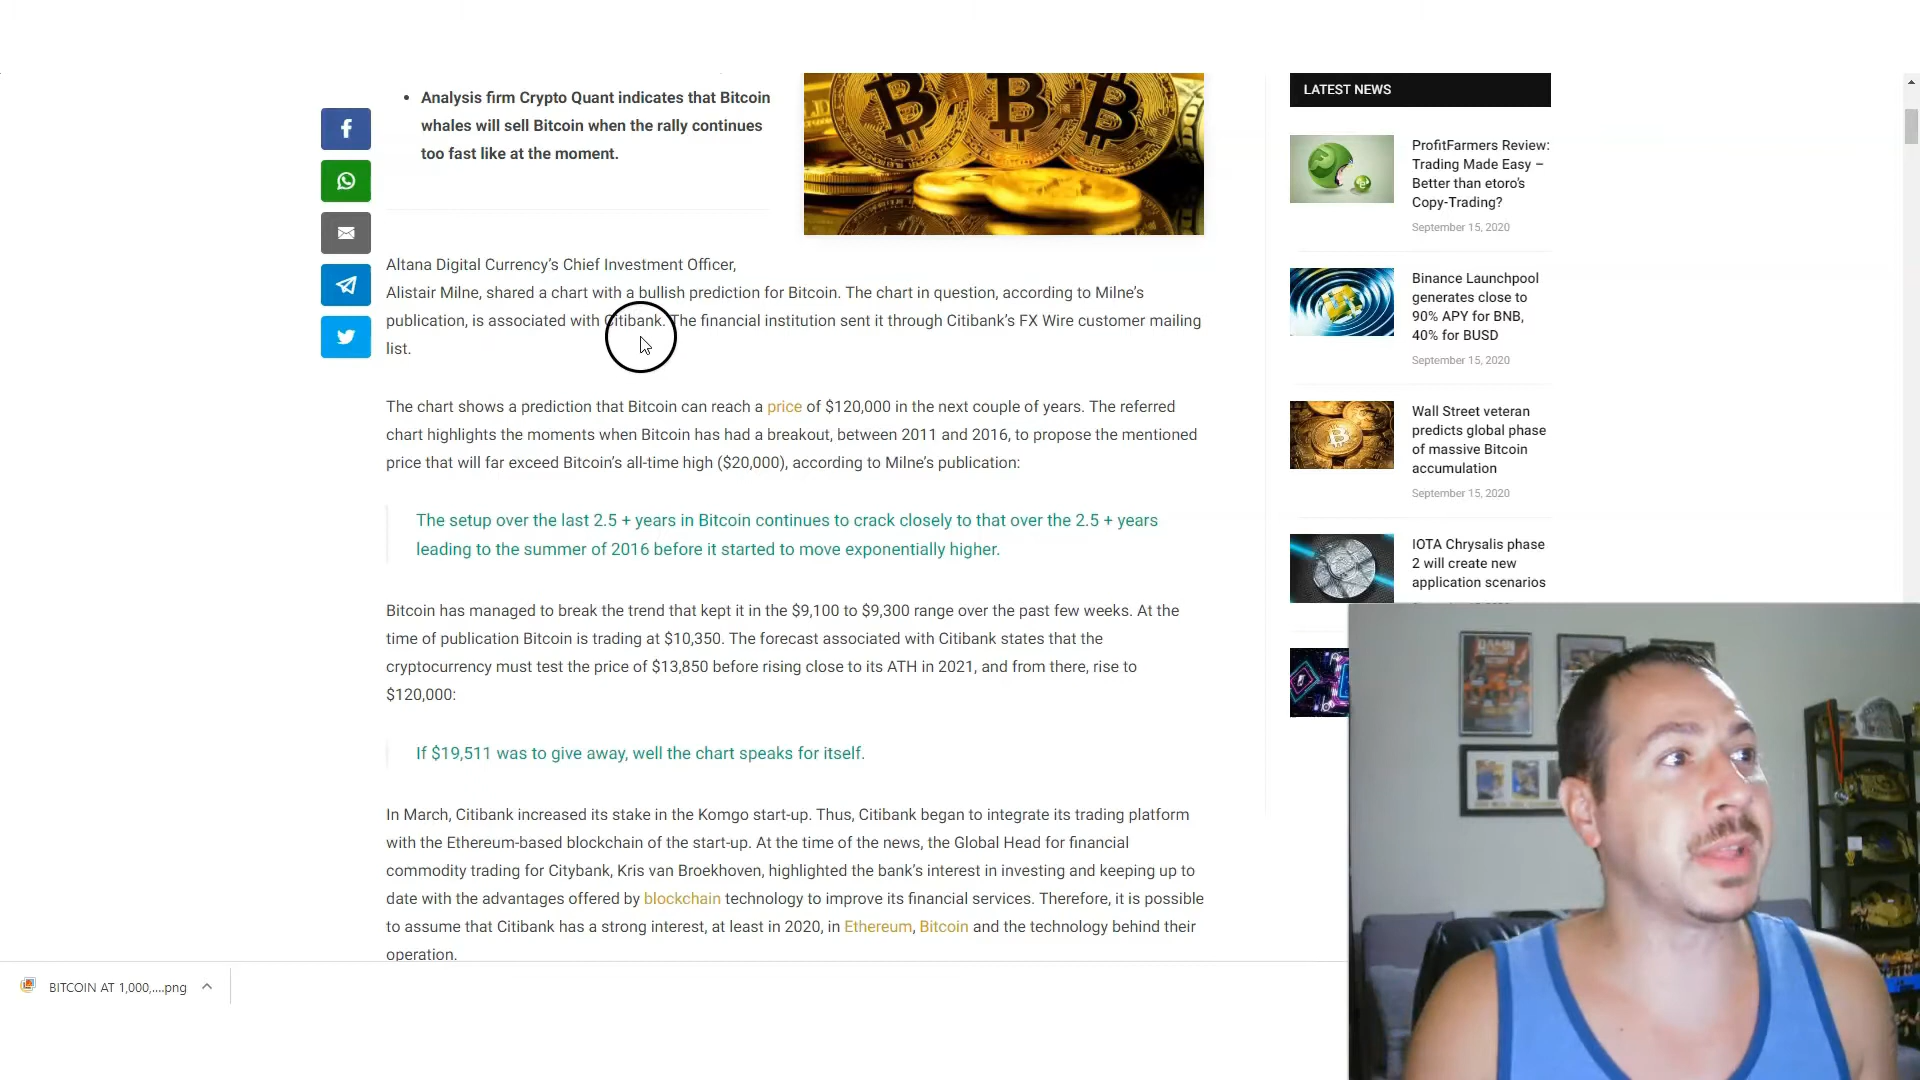 Analysis firm Crypto Quant indicates that Bitcoin
whales will sell Bitcoin when the rally continues
too fast like at the moment.
Altana Digital Currency’s Chief Investment Officer,
Alistair Milne, shared a chart with a bullish prediction for Bitcoin. The chart in question, according to Milne’s
publication, is associated with Citibank. The financial institution sent it through Citibank’s FX Wire customer mailing
list.
The chart shows a prediction that Bitcoin can reach a price of $120,000 in the next couple of years. The referred
chart highlights the moments when Bitcoin has had a breakout, between 2011 and 2016, to propose the mentioned
price that will far exceed Bitcoin’s all-time high ($20,000), according to Milne’s publication:
The setup over the last 2.5 + years in Bitcoin continues to crack closely to that over the 2.5 + years
leading to the summer of 2016 before it started to move exponentially higher.
Bitcoin has managed to break the trend that kept it in the $9,100 to $9,300 range over the past few weeks. At the
time of publication Bitcoin is trading at $10,350. The forecast associated with Citibank states that the
cryptocurrency must test the price of $13,850 before rising close to its ATH in 2021, and from there, rise to
$120,000:
If $19,511 was to give away, well the chart speaks for itself.
In March, Citibank increased its stake in the Komgo start-up. Thus, Citibank began to integrate its trading platform
with the Ethereum-based blockchain of the start-up. At the time of the news, the Global Head for financial
commodity trading for Citybank, Kris van Broekhoven, highlighted the bank’s interest in investing and keeping up to
date with the advantages offered by blockchain technology to improve its financial services. Therefore, it is possible
to assume that Citibank has a strong interest, at least in 2020, in Ethereum, Bitcoin and the technology behind their
operation.
LATEST NEWS
ProfitFarmers Review:
Trading Made Easy –
Better than etoro’s
Copy-Trading?
September 15, 2020
Binance Launchpool
generates close to
90% APY for BNB,
40% for BUSD
September 15, 2020
Wall Street veteran
predicts global phase
of massive Bitcoin
accumulation
September 15, 2020
IOTA Chrysalis phase
2 will create new
application scenarios
BITCOIN AT 1,000,....png